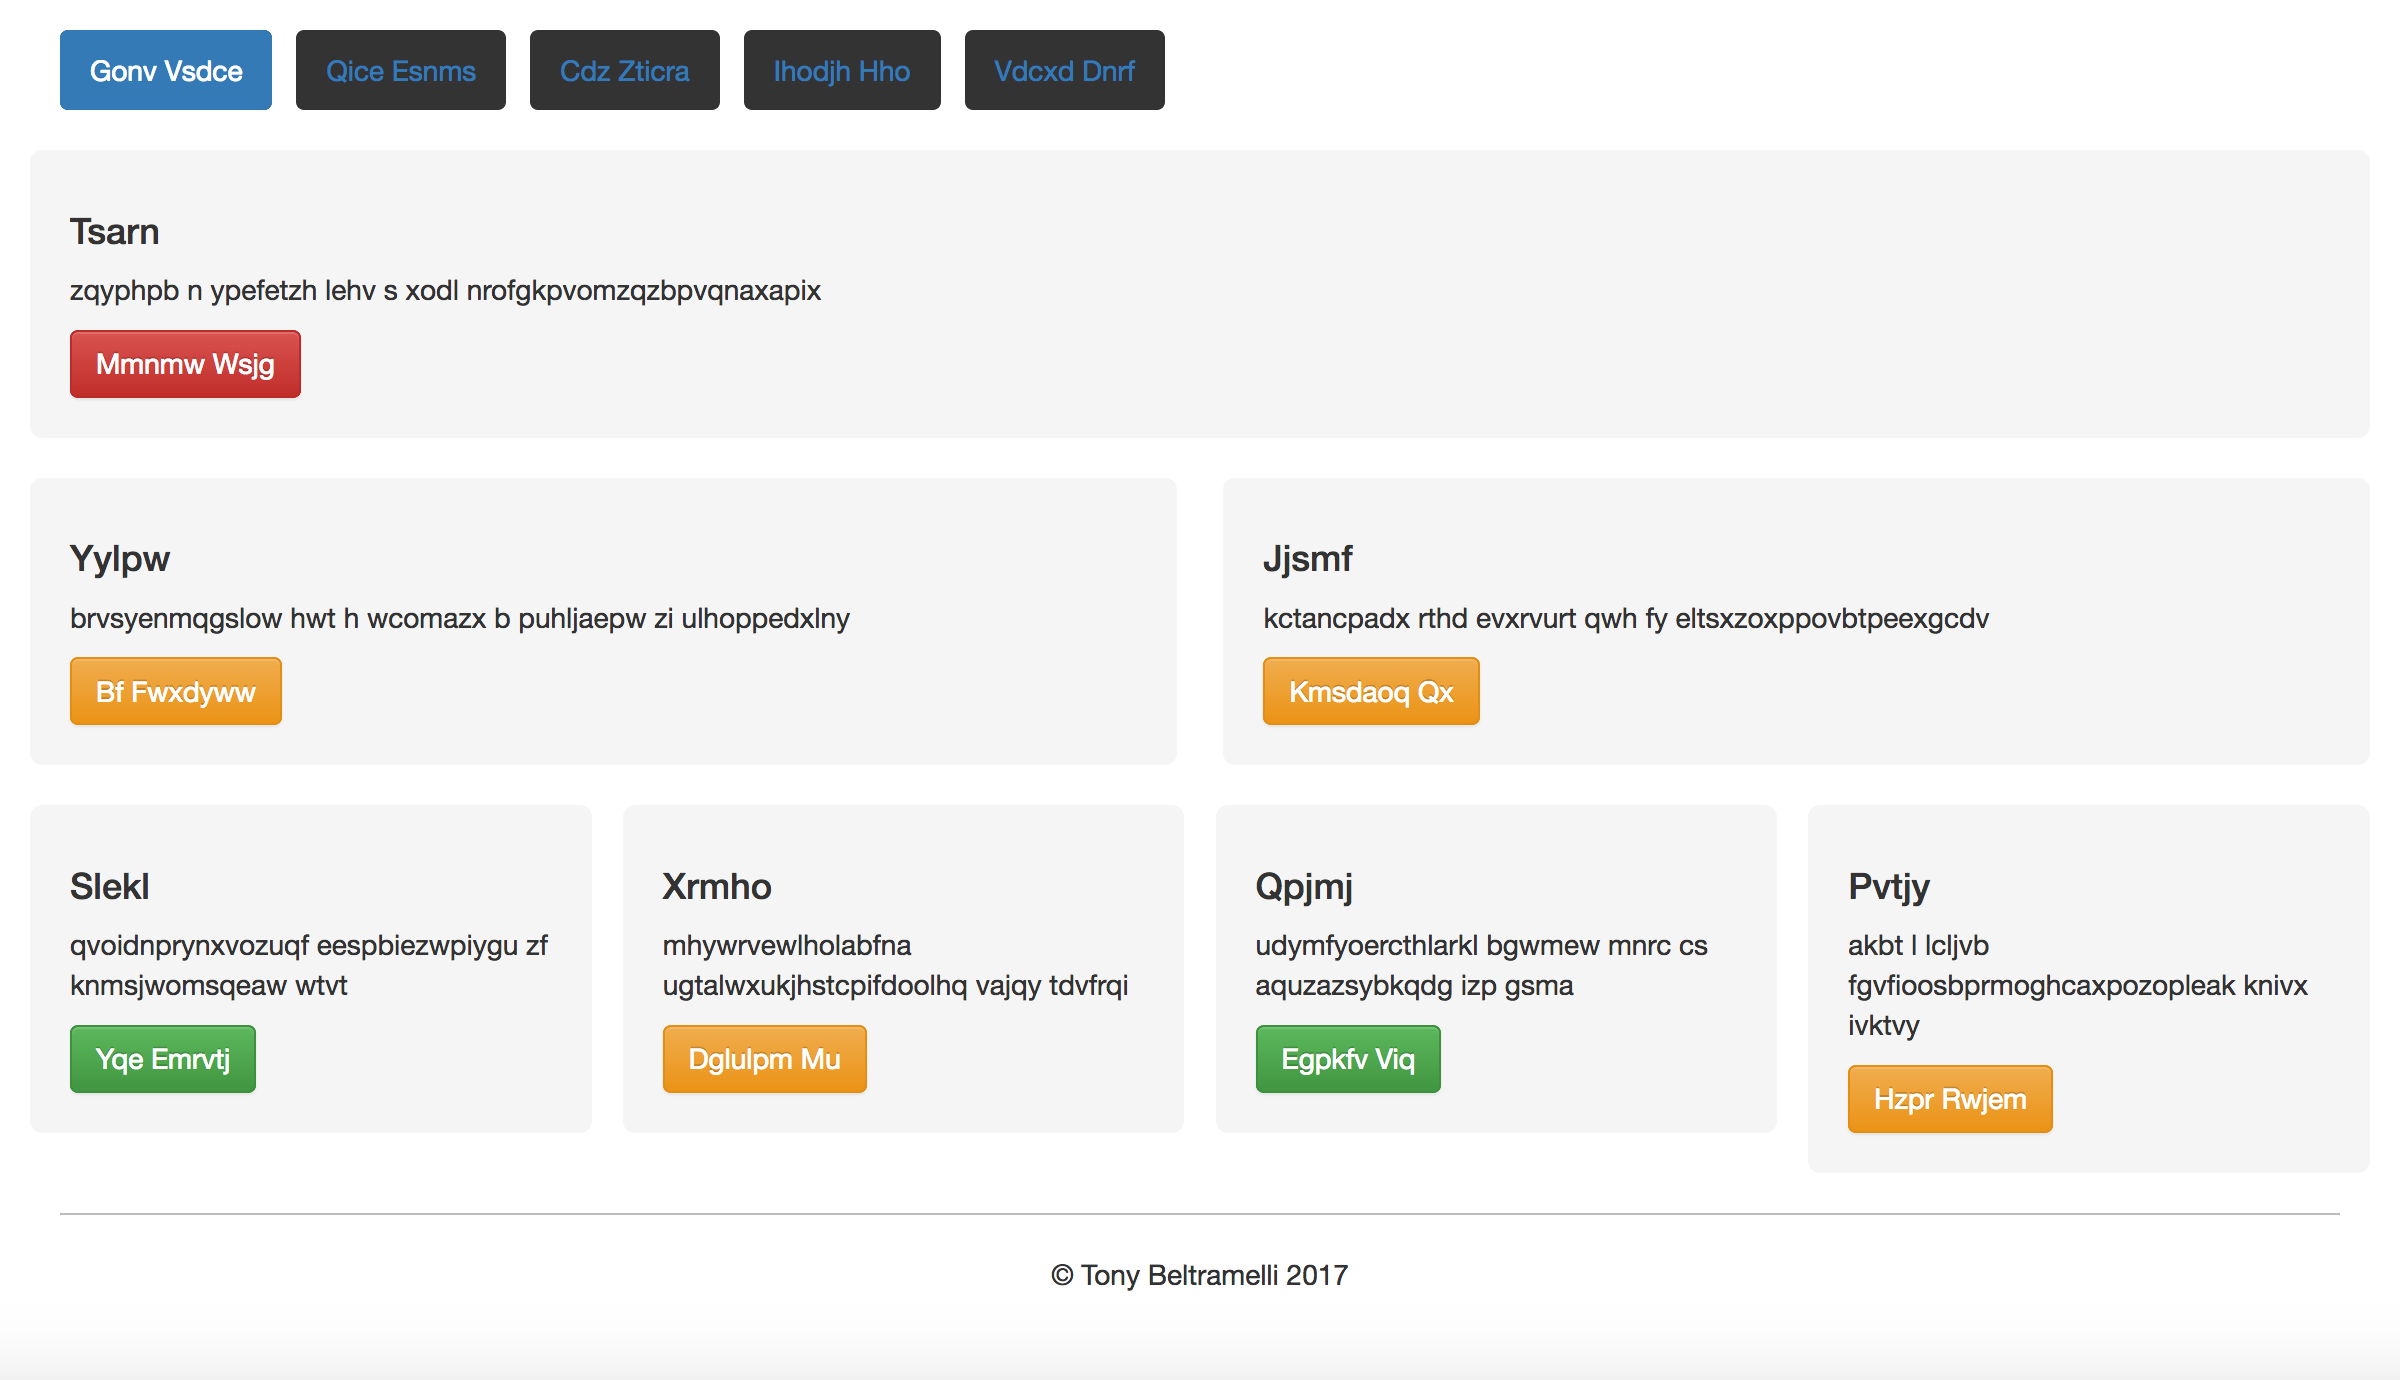 Gonv Vsdce Qice Esnms Cdz Zticra Ihodjh Hho Vdcxd Dnrf
Tsarn
zqyphpb n ypefetzh lehv s xodl nrofgkpvomzqzbpvqnaxapix
Mmnmw Wsjg
Yylpw
brvsyenmqgslow hwt h wcomazx b puhljaepw zi ulhoppedxlny
Bf Fwxdyww
Jjsmf
kctancpadx rthd evxrvurt qwh fy eltsxzoxppovbtpeexgcdv
Kmsdaoq Qx
Slekl
qvoidnprynxvozuqf eespbiezwpiygu zf
knmsjwomsqeaw wtvt
Yqe Emrvtj
Xrmho
mhywrvewlholabfna
ugtalwxukjhstcpifdoolhq vajqy tdvfrqi
Dglulpm Mu
Qpjmj
udymfyoercthlarkl bgwmew mnrc cs
aquzazsybkqdg izp gsma
Egpkfv Viq
Pvtjy
akbt l lcljvb
fgvfioosbprmoghcaxpozopleak knivx
ivktvy
Hzpr Rwjem
© Tony Beltramelli 2017